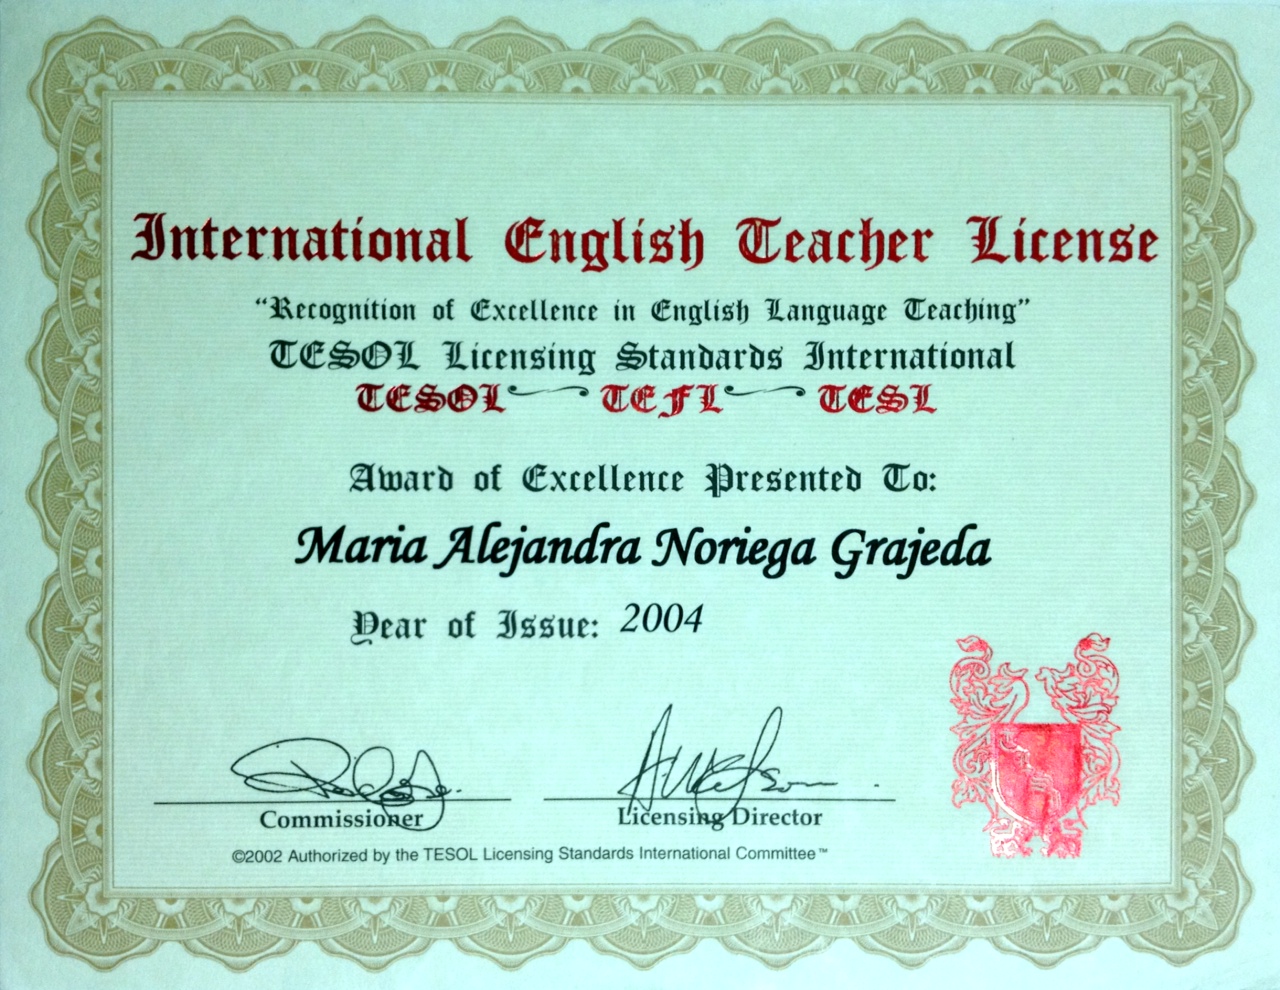 International English Teacher License
“Recognition of Excellence in English Language Teaching”
TESOL Licensing Standards International
TESOL TEFL TESL
Award of Excellence Presented To:
Maria Alejandra Noriega Grajeda
Year of Issue: 2004
Commissioner Licensing Director
©2002 Authorized by the TESOL Licensing Standards International Committee™